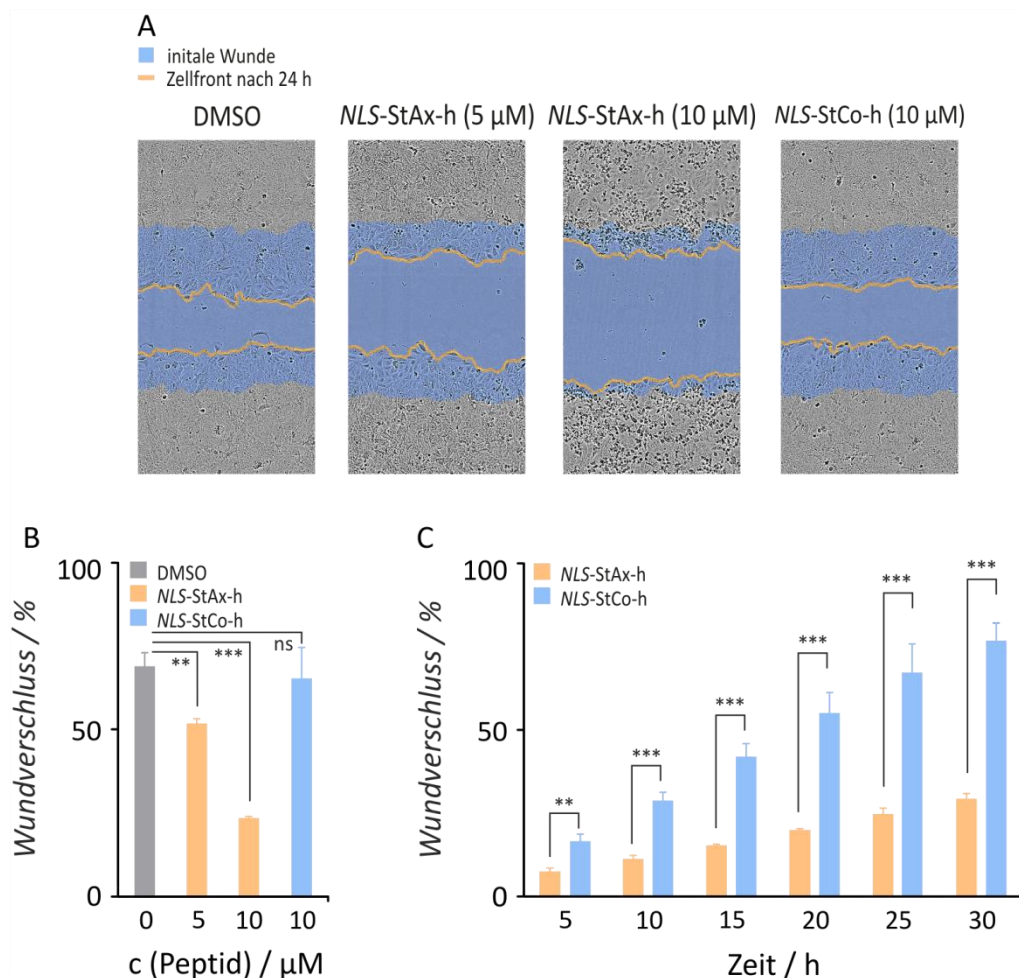 A
initale Wunde
Zellfront nach 24 h
DMSO
NLS-StAx-h (5 µM)
NLS-StAx-h (10 µM)
NLS-StCo-h (10 µM)
B
100
50
0
Wundverschluss / %
DMSO
NLS-StAx-h
NLS-StCo-h
**
***
ns
0 5 10 10
c (Peptid) / µM
C
100
50
0
Wundverschluss / %
NLS-StAx-h
NLS-StCo-h
**
***
***
***
***
***
5 10 15 20 25 30
Zeit / h